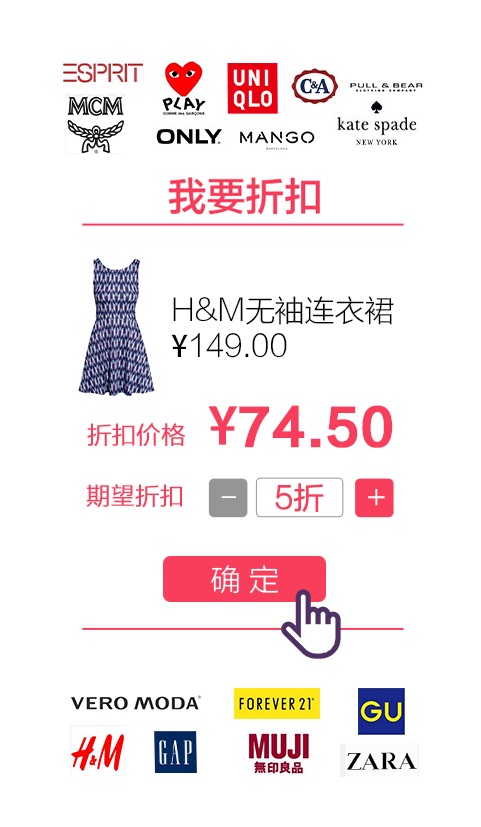 ESPRIT
PLAY
COMME des GARÇONS
UNI
QLO
C&A
PULL & BEAR
CLOTHING COMPANY
MCM
ONLY
MANGO
BARCELONA
kate spade
NEW YORK
我要折扣
H&M无袖连衣裙
¥149.00
折扣价格 ¥74.50
期望折扣 - 5折 +
确定
VERO MODA
FOREVER 21
GU
H&M
GAP
MUJI
無印良品
ZARA